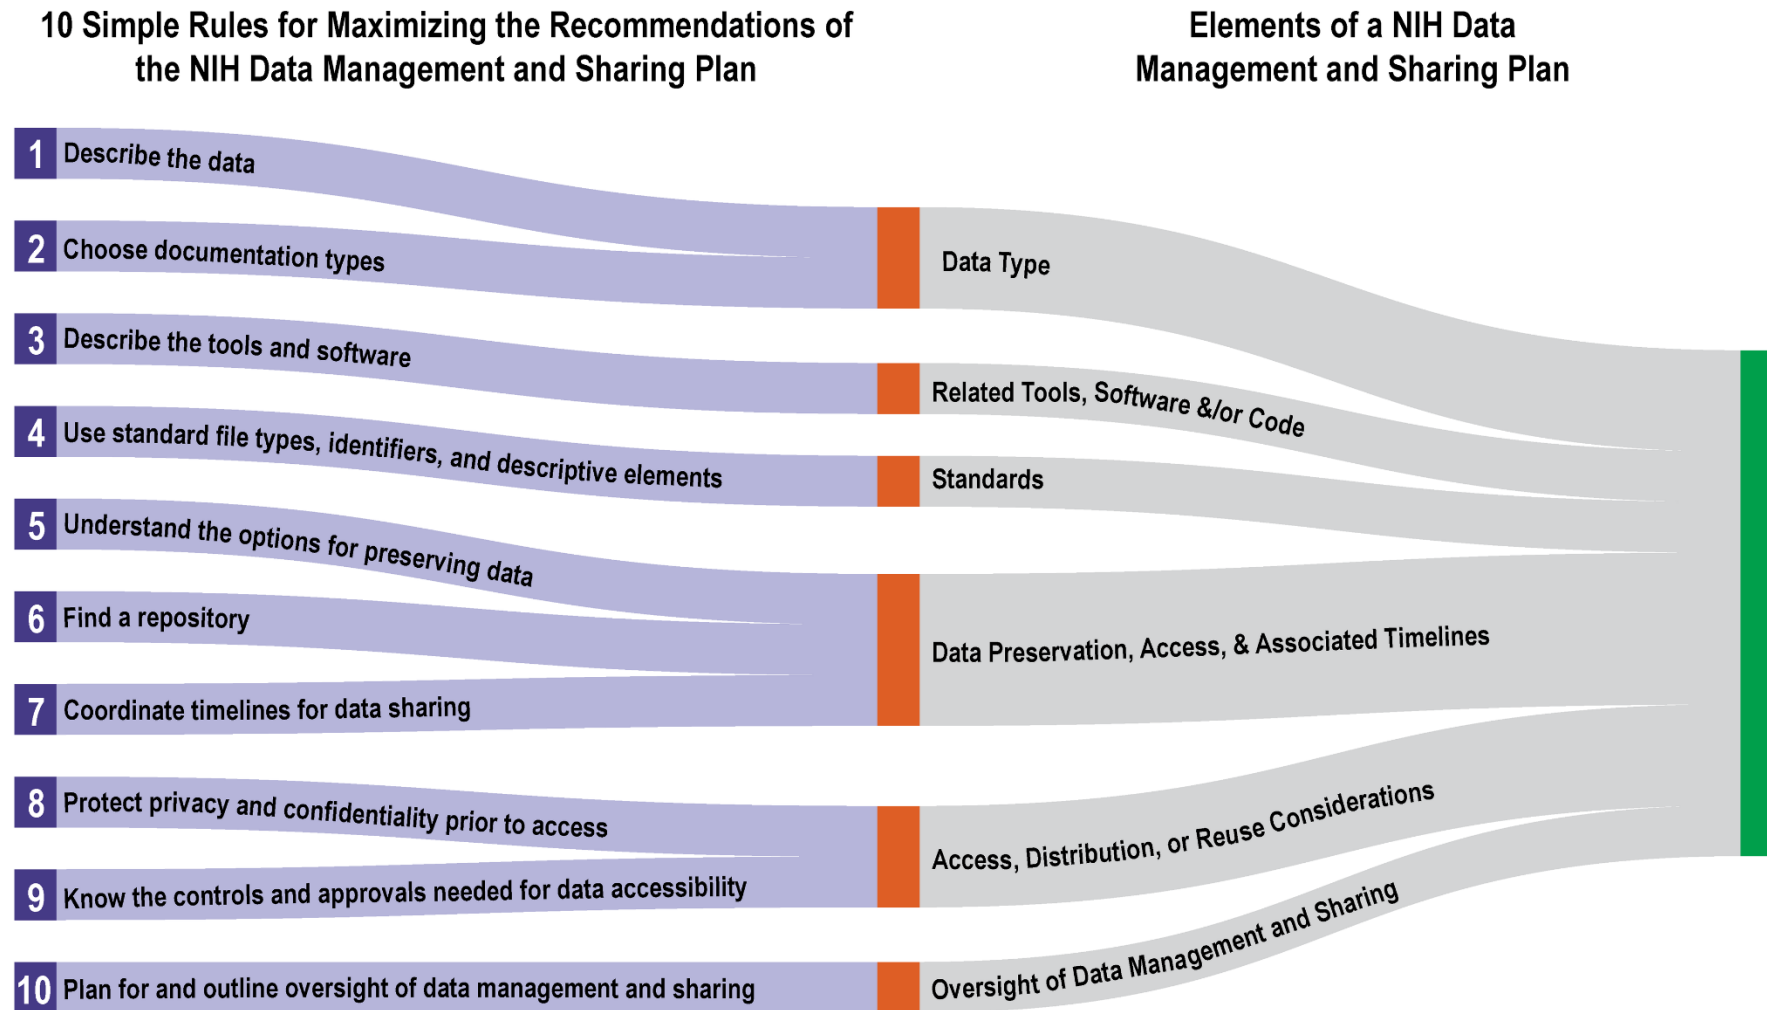 10 Simple Rules for Maximizing the Recommendations of
the NIH Data Management and Sharing Plan
Elements of a NIH Data
Management and Sharing Plan
1 Describe the data
2 Choose documentation types
3 Describe the tools and software
4 Use standard file types, identifiers, and descriptive elements
5 Understand the options for preserving data
6 Find a repository
7 Coordinate timelines for data sharing
8 Protect privacy and confidentiality prior to access
9 Know the controls and approvals needed for data accessibility
10 Plan for and outline oversight of data management and sharing
Data Type
Related Tools, Software &/or Code
Standards
Data Preservation, Access, & Associated Timelines
Access, Distribution, or Reuse Considerations
Oversight of Data Management and Sharing